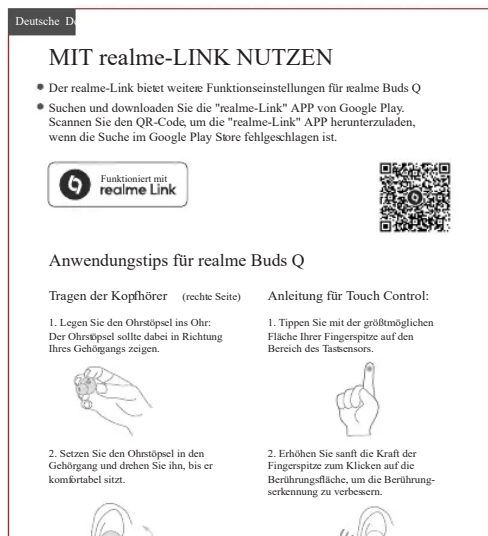 Deutsche
MIT realme-LINK NUTZEN
Der realme-Link bietet weitere Funktionseinstellungen für realme Buds Q
Suchen und downloaden Sie die "realme-Link" APP von Google Play.
Scannen Sie den QR-Code, um die "realme-Link" APP herunterzuladen,
wenn die Suche im Google Play Store fehlgeschlagen ist.
Funktioniert mit
realme Link
Anwendungstips für realme Buds Q
Tragen der Kopfhörer (rechte Seite)
1. Legen Sie den Ohrstöpsel ins Ohr:
Der Ohrstöpsel sollte dabei in Richtung
Ihres Gehörgangs zeigen.
2. Setzen Sie den Ohrstöpsel in den
Gehörgang und drehen Sie ihn, bis er
komfortabel sitzt.
Anleitung für Touch Control:
1. Tippen Sie mit der größtmöglichen
Fläche Ihrer Fingerspitze auf den
Bereich des Tastsensors.
2. Erhöhen Sie sanft die Kraft der
Fingerspitze zum Klicken auf die
Berührungsfläche, um die Berührung-
serkennung zu verbessern.